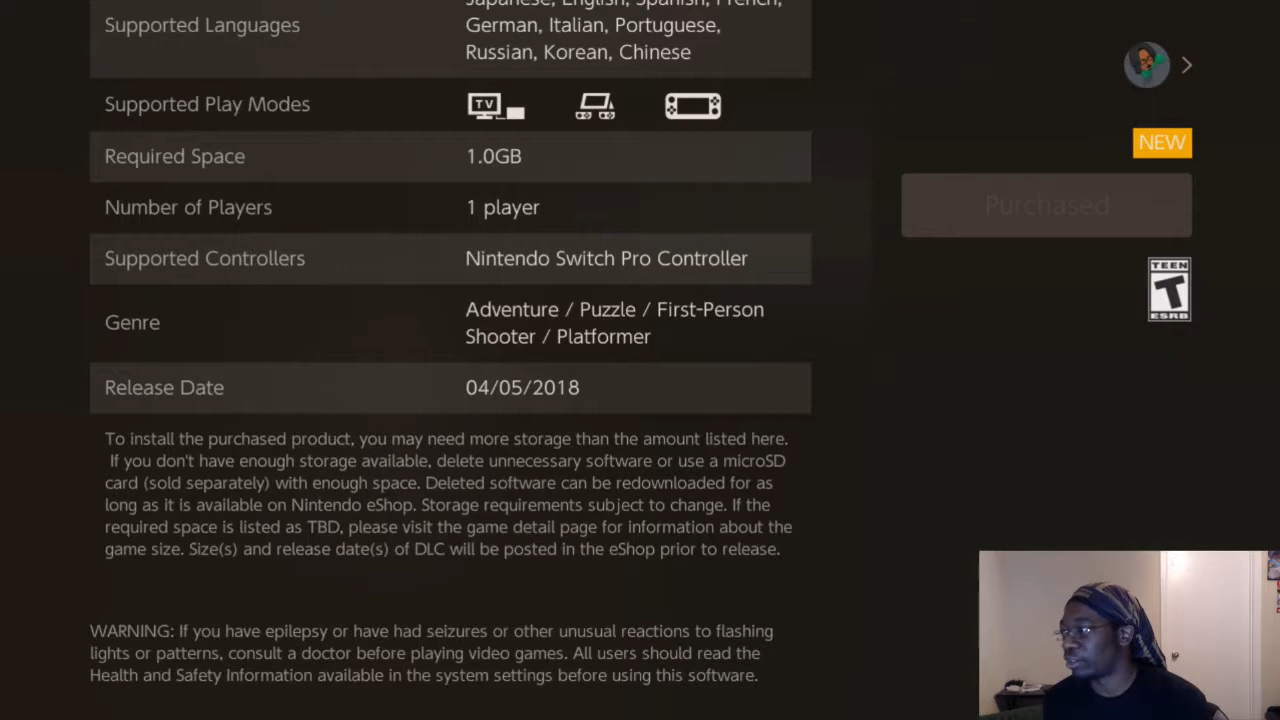 Japanese, English, Spanish, French,
Supported Languages
German, Italian, Portuguese,
Russian, Korean, Chinese
Supported Play Modes
TV
NEW
Required Space
1.0GB
Number of Players
1 player
Purchased
Supported Controllers
Nintendo Switch Pro Controller
TEEN
T
ESRB
Genre
Adventure / Puzzle / First-Person
Shooter / Platformer
Release Date
04/05/2018
To install the purchased product, you may need more storage than the amount listed here.
If you don't have enough storage available, delete unnecessary software or use a microSD
card (sold separately) with enough space. Deleted software can be redownloaded for as
long as it is available on Nintendo eShop. Storage requirements subject to change. If the
required space is listed as TBD, please visit the game detail page for information about the
game size. Size(s) and release date(s) of DLC will be posted in the eShop prior to release.
WARNING: If you have epilepsy or have had seizures or other unusual reactions to flashing
lights or patterns, consult a doctor before playing video games. All users should read the
Health and Safety Information available in the system settings before using this software.